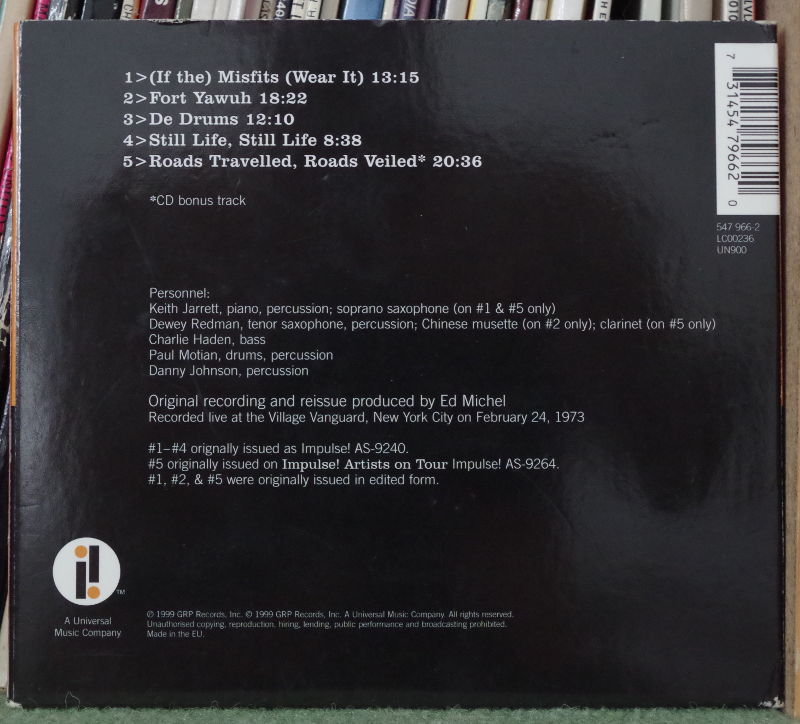 1>(If the) Misfits (Wear It) 13:15
2>Fort Yawuh 18:22
3>De Drums 12:10
4>Still Life, Still Life 8:38
5>Roads Travelled, Roads Veiled* 20:36
*CD bonus track
7 31454 79662 0
547 966-2
LC00236
UN900
Personnel:
Keith Jarrett, piano, percussion; soprano saxophone (on #1 & #5 only)
Dewey Redman, tenor saxophone, percussion; Chinese musette (on #2 only); clarinet (on #5 only)
Charlie Haden, bass
Paul Motian, drums, percussion
Danny Johnson, percussion
Original recording and reissue produced by Ed Michel
Recorded live at the Village Vanguard, New York City on February 24, 1973
#1–#4 orignally issued as Impulse! AS-9240.
#5 originally issued on Impulse! Artists on Tour Impulse! AS-9264.
#1, #2, & #5 were originally issued in edited form.
i!
TM
A Universal
Music Company
℗ 1999 GRP Records, Inc. © 1999 GRP Records, Inc. A Universal Music Company. All rights reserved.
Unauthorised copying, reproduction, hiring, lending, public performance and broadcasting prohibited.
Made in the EU.